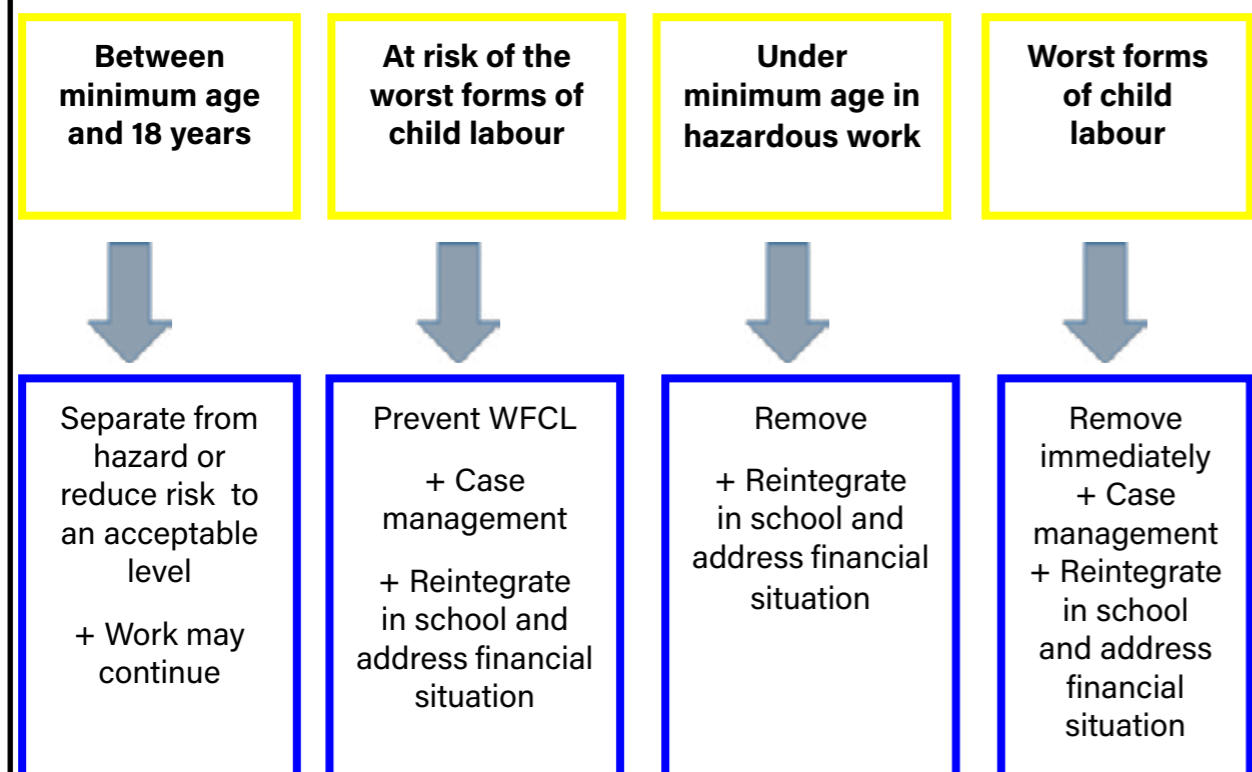 Between
minimum age
and 18 years
At risk of the
worst forms of
child labour
Under
minimum age in
hazardous work
Worst forms
of child
labour
Separate from
hazard or
reduce risk to
an acceptable
level
+ Work may
continue
Prevent WFCL
+ Case
management
+ Reintegrate
in school and
address financial
situation
Remove
+ Reintegrate
in school and
address financial
situation
Remove
immediately
+ Case
management
+ Reintegrate
in school
and address
financial
situation